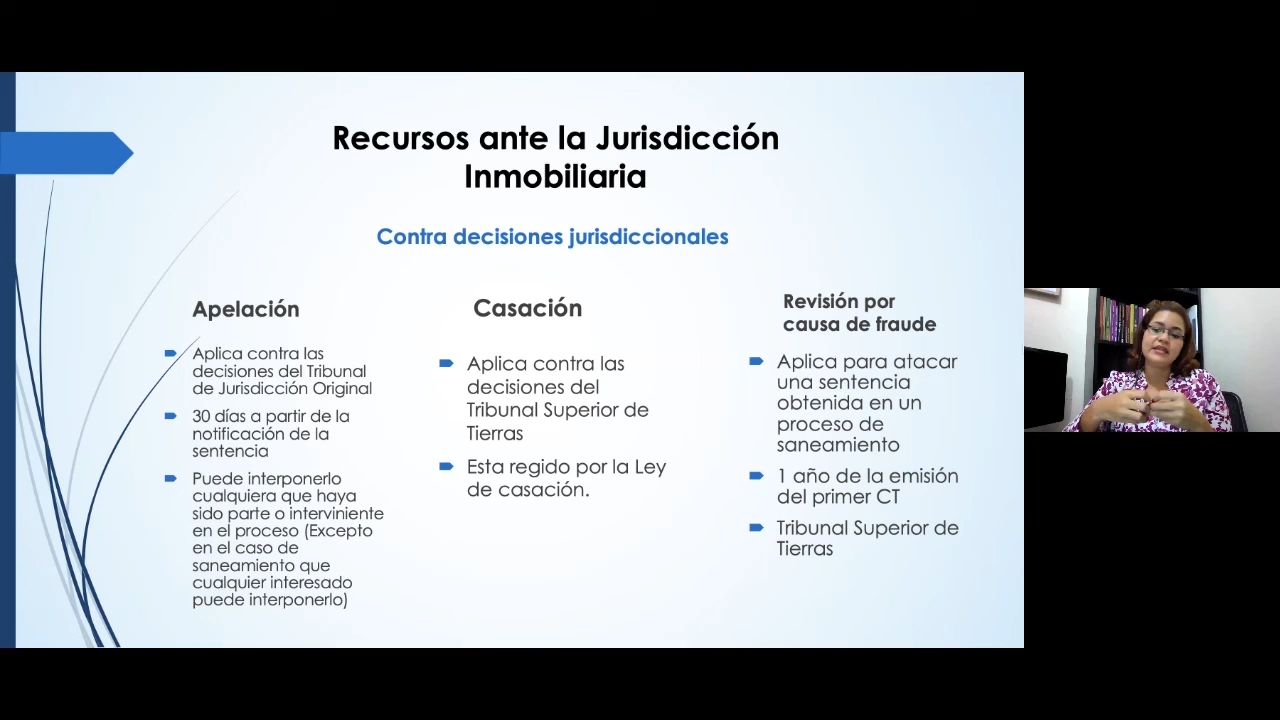 Recursos ante la Jurisdicción
Inmobiliaria
Contra decisiones jurisdiccionales
Apelación
Aplica contra las
decisiones del Tribunal
de Jurisdicción Original
30 días a partir de la
notificación de la
sentencia
Puede interponerlo
cualquiera que haya
sido parte o interviniente
en el proceso (Excepto
en el caso de
saneamiento que
cualquier interesado
puede interponerlo)
Casación
Aplica contra las
decisiones del
Tribunal Superior de
Tierras
Esta regido por la Ley
de casación.
Revisión por
causa de fraude
Aplica para atacar
una sentencia
obtenida en un
proceso de
saneamiento
1 año de la emisión
del primer CT
Tribunal Superior de
Tierras